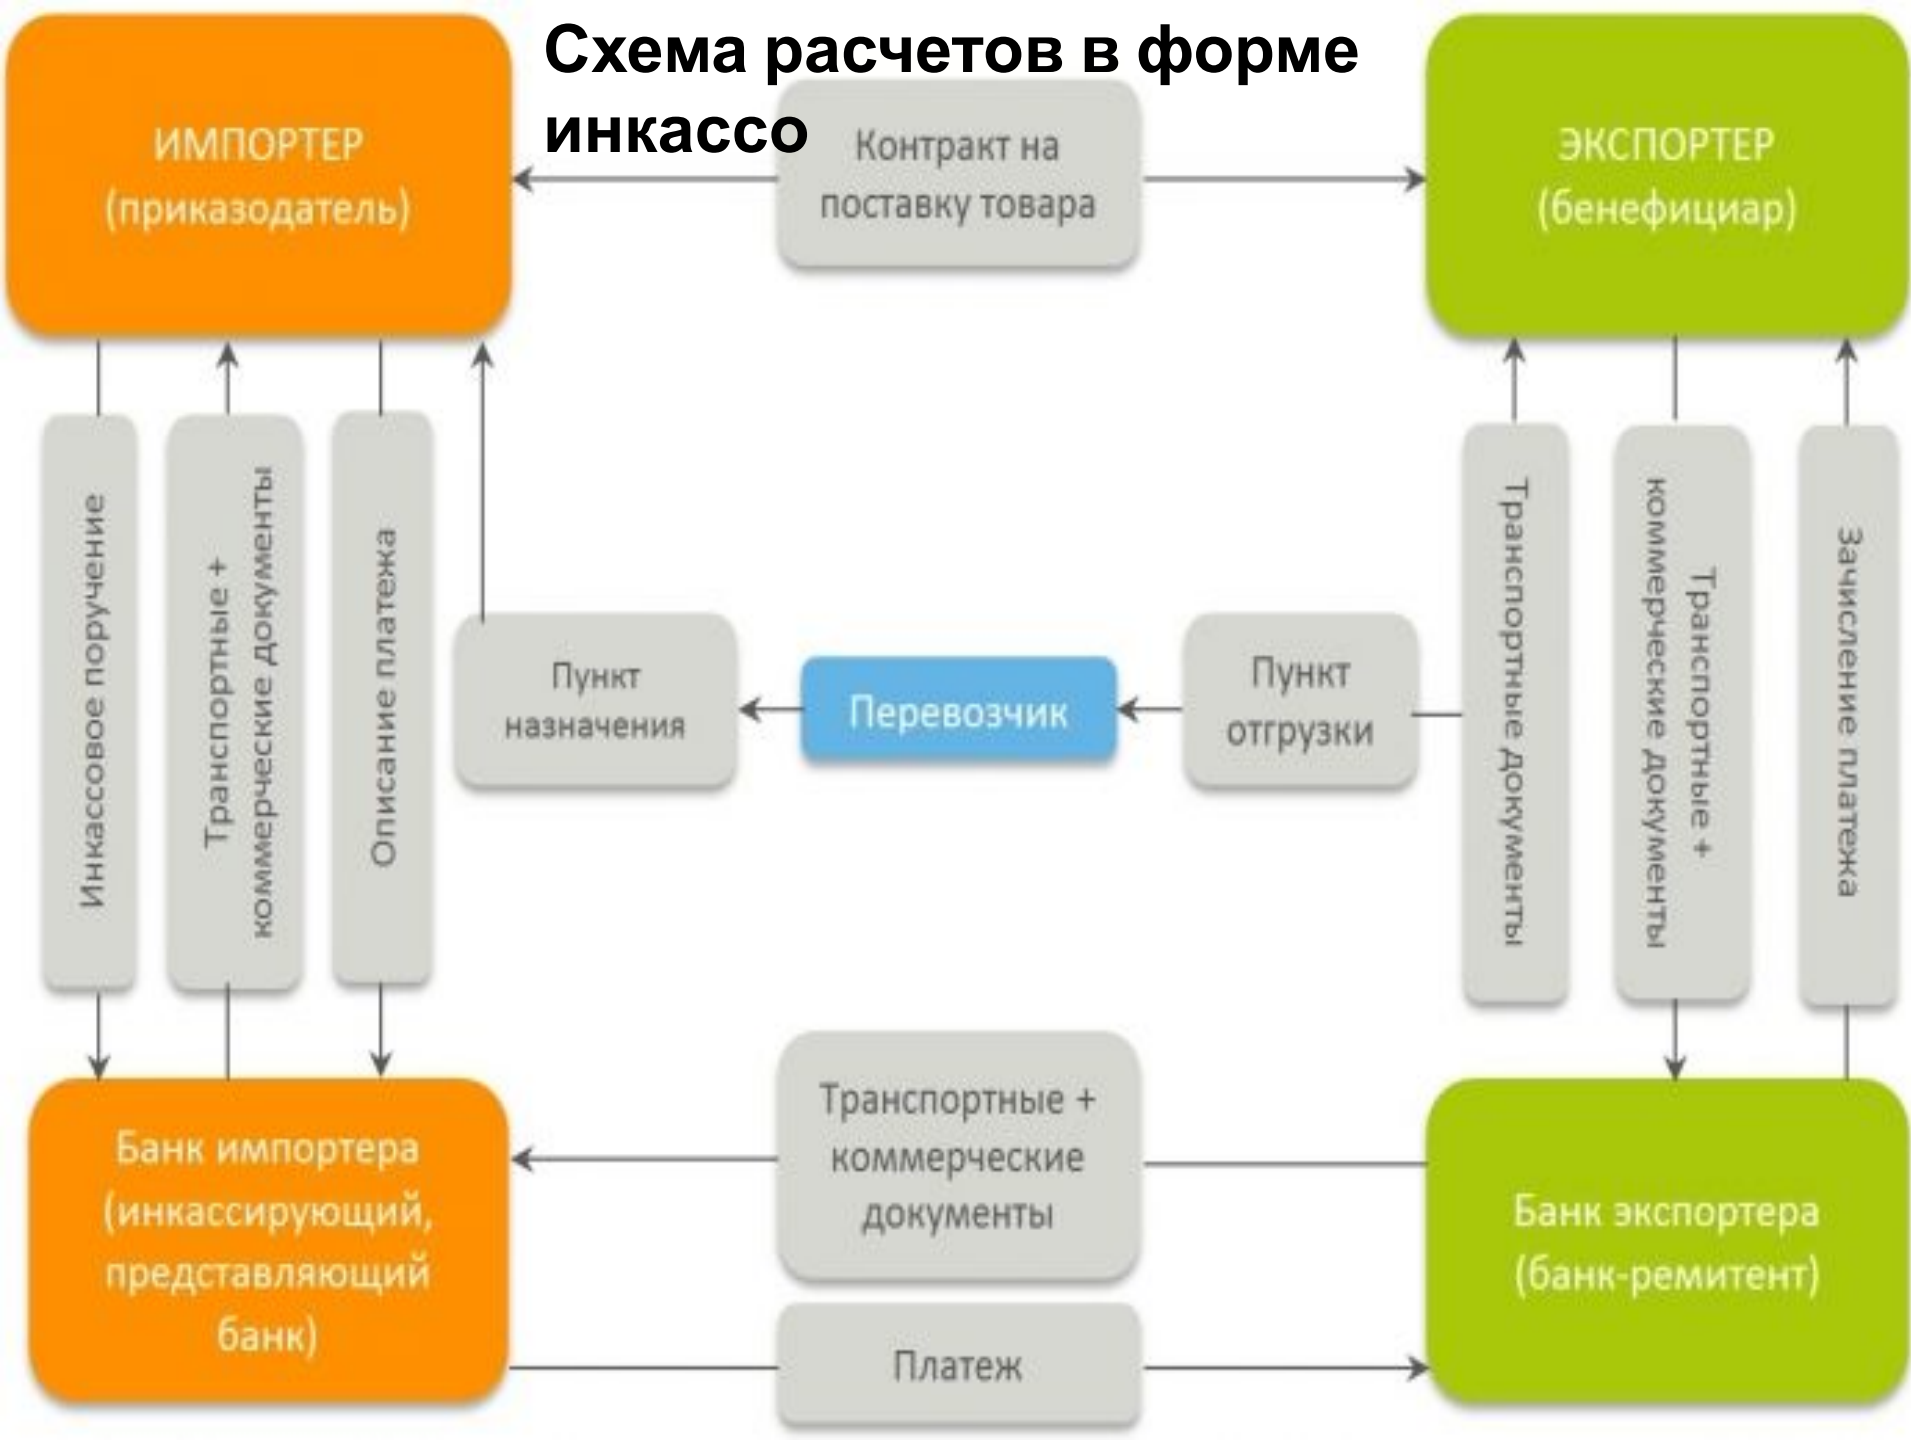 Схема расчетов в форме
инкассо
ИМПОРТЕР
(приказодатель)
Контракт на
поставку товара
ЭКСПОРТЕР
(бенефициар)
Инкассовое поручение
Транспортные +
коммерческие документы
Описание платежа
Пункт
назначения
Перевозчик
Пункт
отгрузки
Транспортные документы
Транспортные +
коммерческие документы
Зачисление платежа
Банк импортера
(инкассирующий,
представляющий
банк)
Транспортные +
коммерческие
документы
Платеж
Банк экспортера
(банк-ремитент)